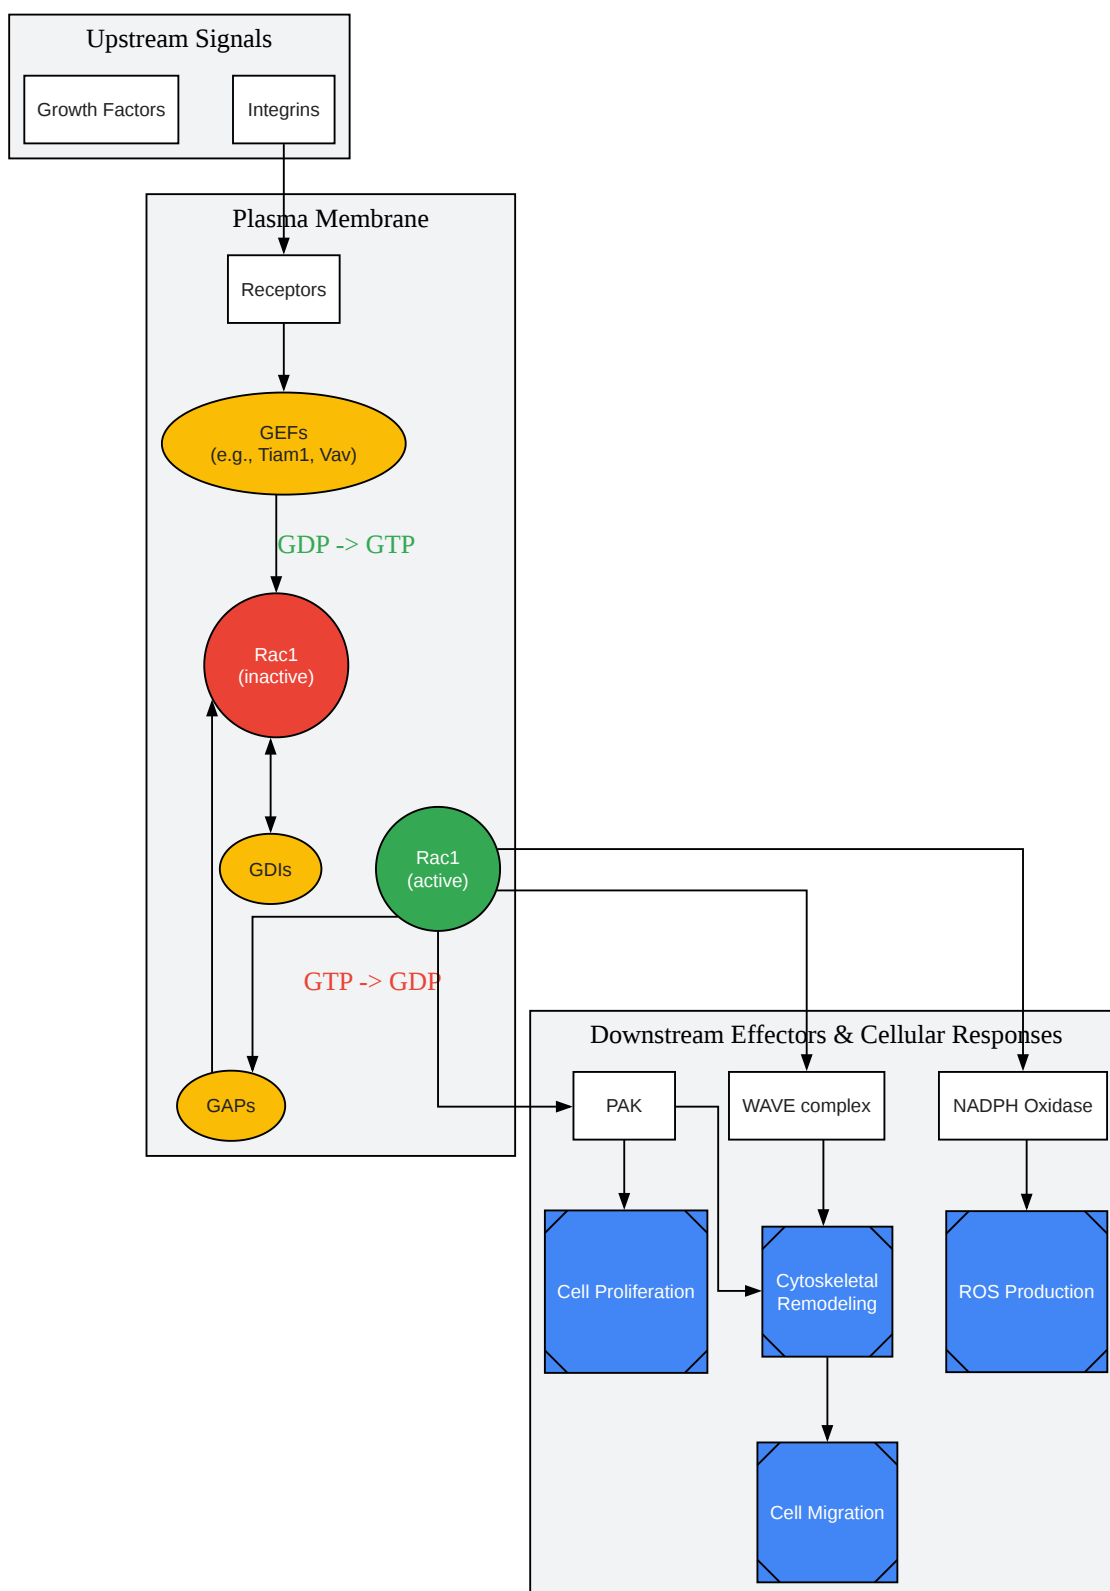 Upstream Signals
Growth Factors
Integrins
Plasma Membrane
Receptors
GEFs
(e.g., Tiam1, Vav)
GDP -> GTP
Rac1
(inactive)
GDIs
Rac1
(active)
GTP -> GDP
GAPs
Downstream Effectors & Cellular Responses
PAK
WAVE complex
NADPH Oxidase
Cell Proliferation
Cytoskeletal
Remodeling
ROS Production
Cell Migration